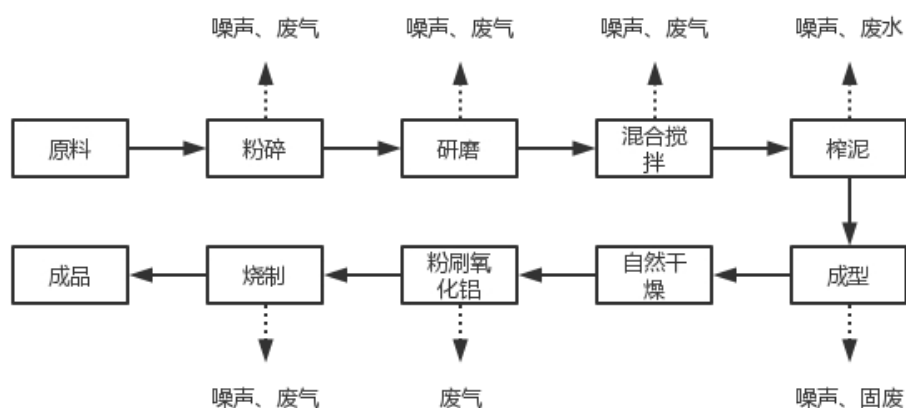 噪声、废气
噪声、废气
噪声、废气
噪声、废水
原料
粉碎
研磨
混合搅
拌
榨泥
成品
烧制
粉刷氧
化铝
自然干
燥
成型
噪声、废气
废气
噪声、固废